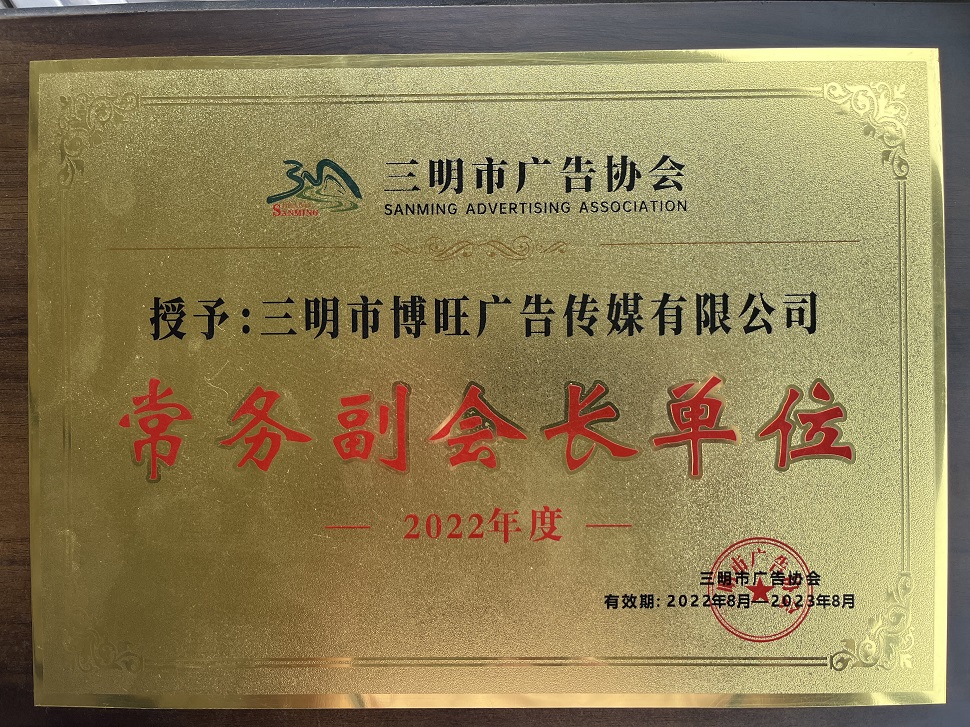 三明市广告协会
SANMING ADVERTISING ASSOCIATION
SANMING
授予:三明市博旺广告传媒有限公司
常务副会长单位
2022年度
三明市广告协会
有效期: 2022年8月—2023年8月